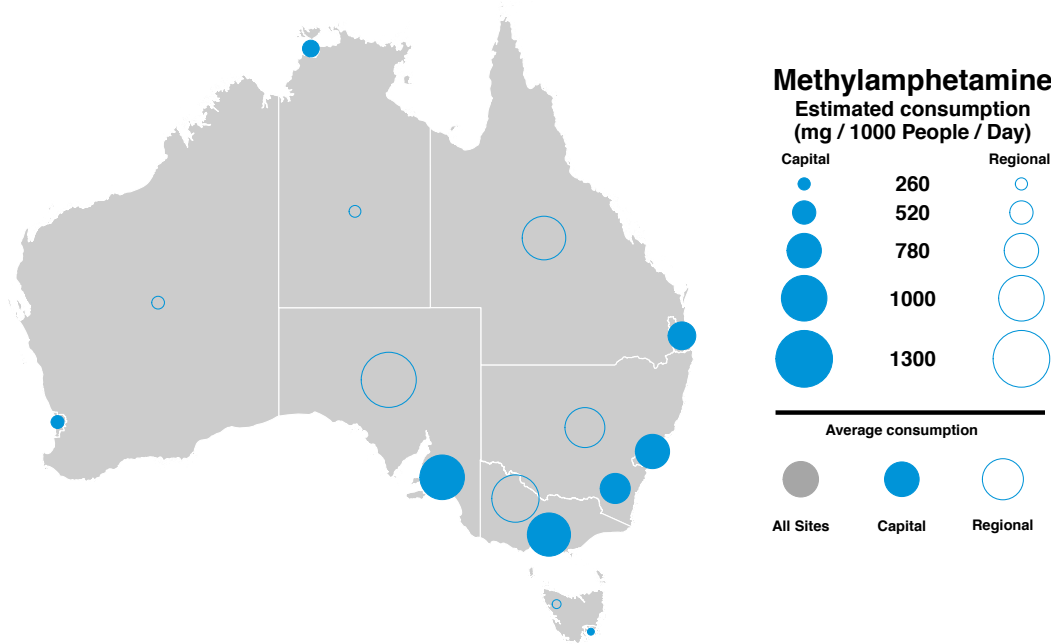 Methylamphetamine
Estimated consumption
(mg / 1000 People / Day)
Capital Regional
260
520
780
1000
1300
Average consumption
All Sites Capital Regional